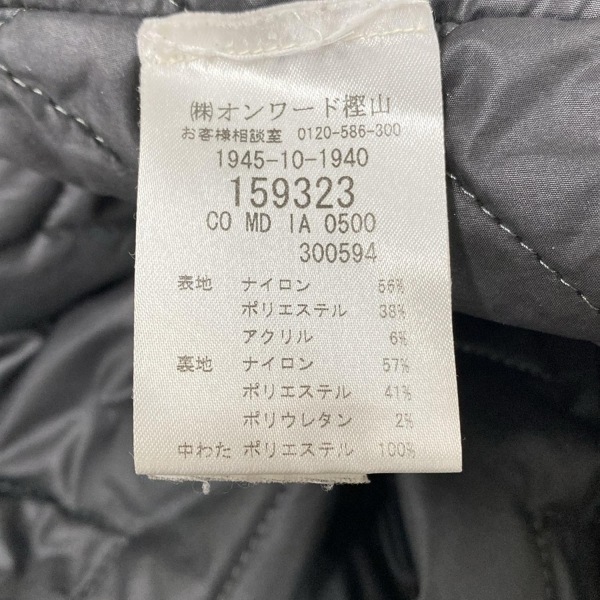 ㈱オンワード樫山
お客様相談室 0120-586-300
1945-10-1940
159323
CO MD IA 0500
300594
表地 ナイロン 56%
ポリエステル 38%
アクリル 6%
裏地 ナイロン 57%
ポリエステル 41%
ポリウレタン 2%
中わた ポリエステル 100%